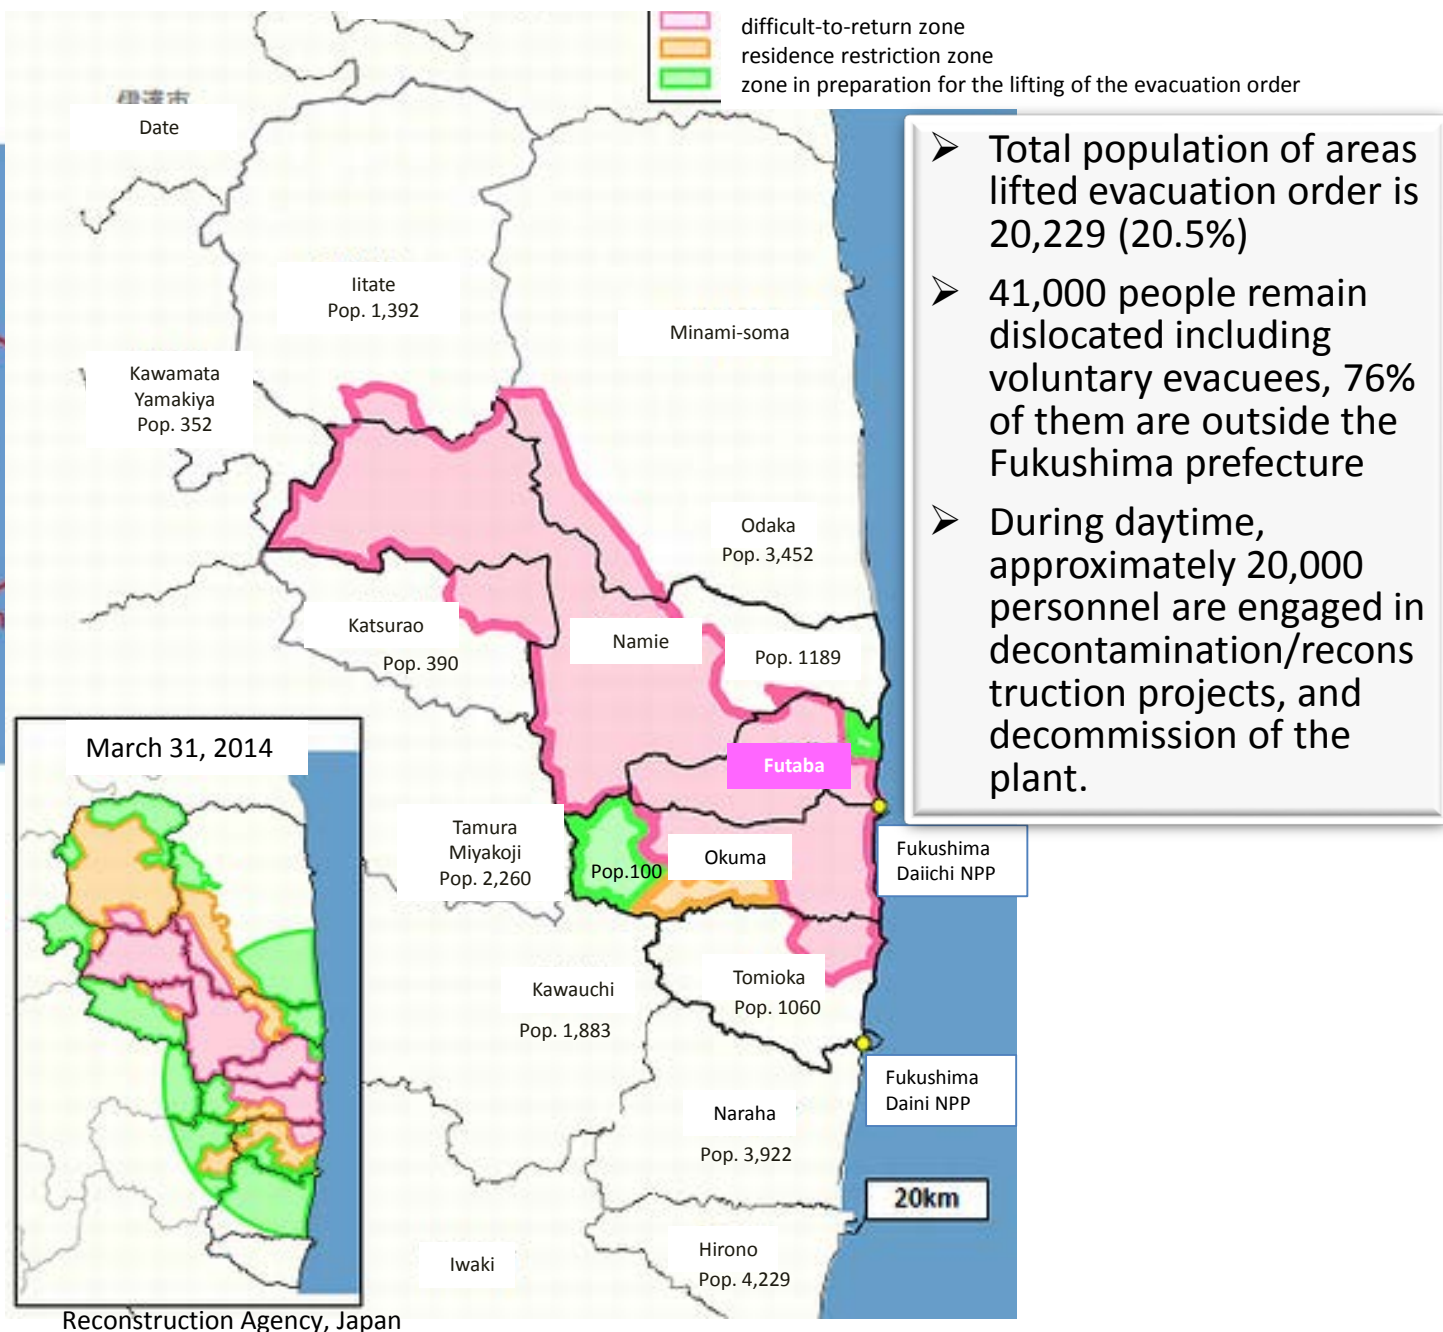 difficult-to-return zone
residence restriction zone
zone in preparation for the lifting of the evacuation order
伊達市
Date
Iitate
Pop. 1,392
Minami-soma
Kawamata
Yamakiya
Pop. 352
Odaka
Pop. 3,452
Katsurao
Pop. 390
Namie
Pop. 1189
Futaba
Tamura
Miyakoji
Pop. 2,260
Pop.100
Okuma
Fukushima
Daiichi NPP
Kawauchi
Pop. 1,883
Tomioka
Pop. 1060
Fukushima
Daini NPP
Naraha
Pop. 3,922
20km
Iwaki
Hirono
Pop. 4,229
March 31, 2014
Reconstruction Agency, Japan
➢ Total population of areas
lifted evacuation order is
20,229 (20.5%)
➢ 41,000 people remain
dislocated including
voluntary evacuees, 76%
of them are outside the
Fukushima prefecture
➢ During daytime,
approximately 20,000
personnel are engaged in
decontamination/recons
truction projects, and
decommission of the
plant.